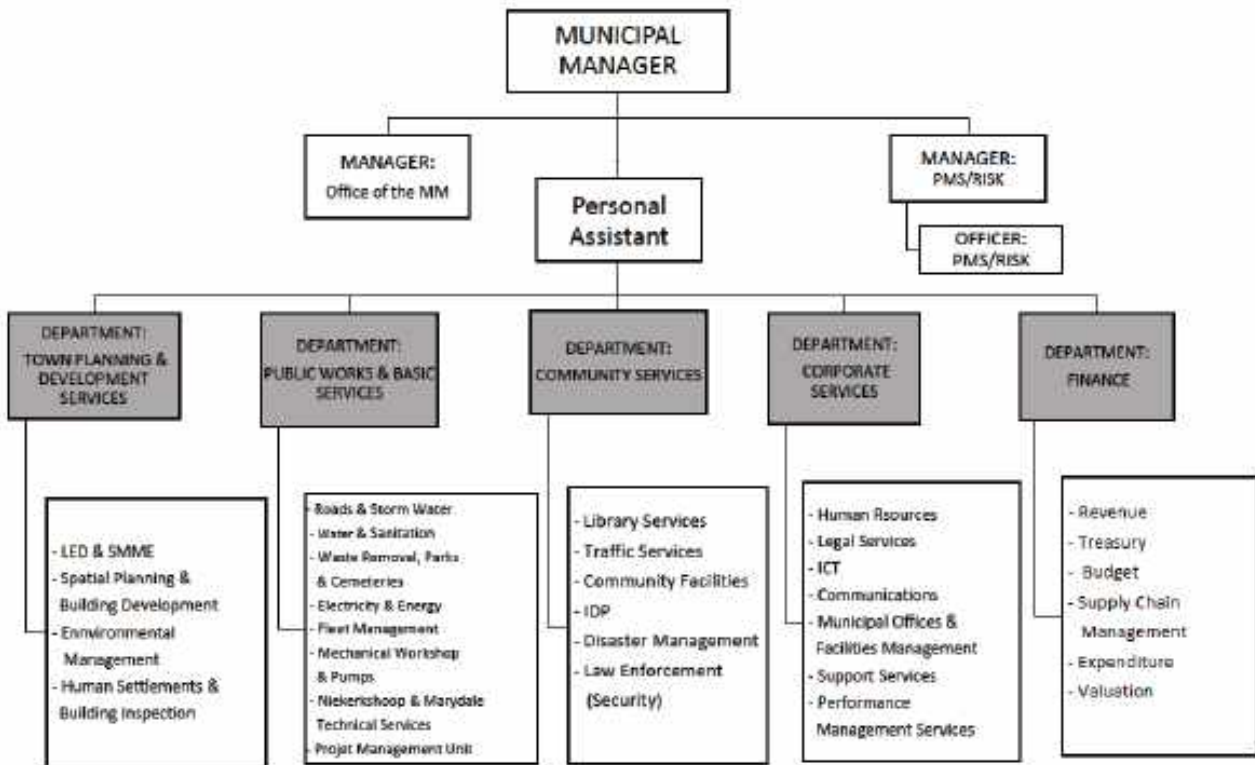 MUNICIPAL
MANAGER
MANAGER:
Office of the MM
MANAGER:
PMS/RISK
Personal
Assistant
OFFICER:
PMS/RISK
DEPARTMENT:
TOWN PLANNING &
DEVELOPMENT
SERVICES
DEPARTMENT:
PUBLIC WORKS & BASIC
SERVICES
DEPARTMENT:
COMMUNITY SERVICES
DEPARTMENT:
CORPORATE
SERVICES
DEPARTMENT:
FINANCE
- LED & SMME
- Spatial Planning &
Building Development
- Ennvironmental
Management
- Human Settlements &
Building Inspection
- Roads & Storm Water
- Water & Sanitation
- Waste Removal, Parks
& Cemeteries
- Electricity & Energy
- Fleet Management
- Mechanical Workshop
& Pumps
- Niekerkshoop & Marydale
Technical Services
- Projet Management Unit
- Library Services
- Traffic Services
- Community Facilities
- IDP
- Disaster Management
- Law Enforcement
(Security)
- Human Rsources
- Legal Services
- ICT
- Communications
- Municipal Offices &
Facilities Management
- Support Services
- Performance
Management Services
- Revenue
- Treasury
Budget
- Supply Chain
Management
- Expenditure
- Valuation